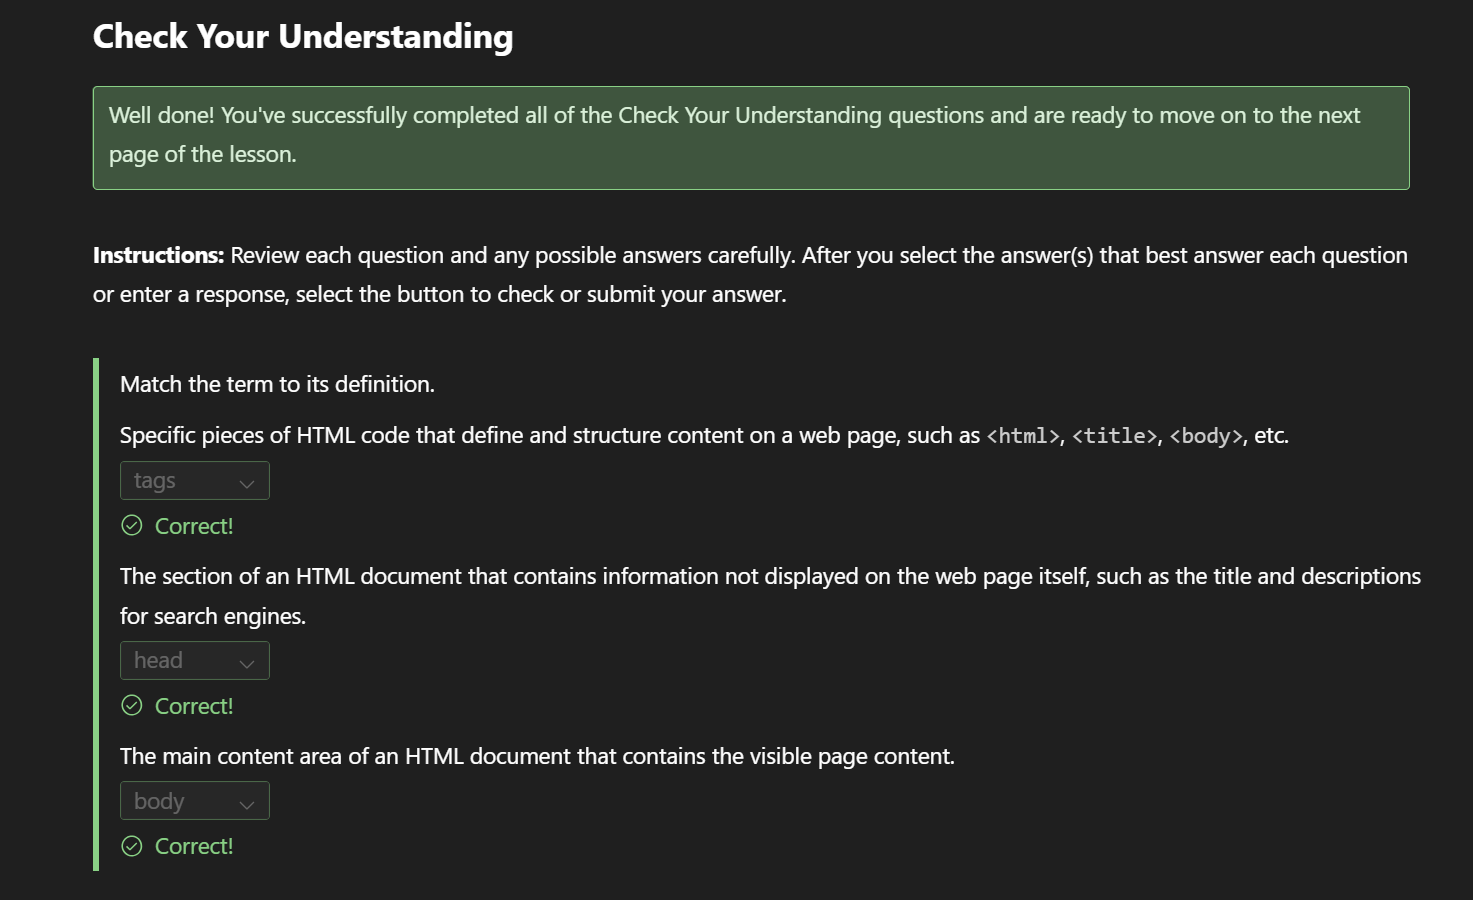 Check Your Understanding
Well done! You've successfully completed all of the Check Your Understanding questions and are ready to move on to the next
page of the lesson.
Instructions: Review each question and any possible answers carefully. After you select the answer(s) that best answer each question
or enter a response, select the button to check or submit your answer.
Match the term to its definition.
Specific pieces of HTML code that define and structure content on a web page, such as <html>, <title>, <body>, etc.
tags
Correct!
The section of an HTML document that contains information not displayed on the web page itself, such as the title and descriptions
for search engines.
head
Correct!
The main content area of an HTML document that contains the visible page content.
body
Correct!